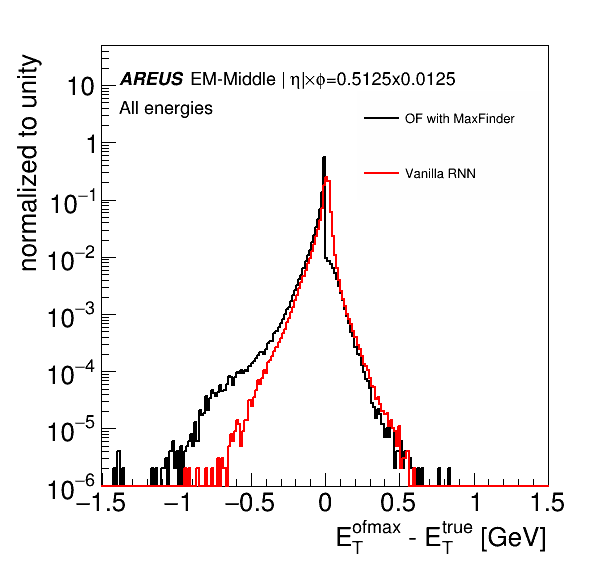 normalized to unity
AREUS EM-Middle | η|×ϕ=0.5125x0.0125
All energies
OF with MaxFinder
Vanilla RNN
10
1
10⁻¹
10⁻²
10⁻³
10⁻⁴
10⁻⁵
10⁻⁶
−1.5 −1 −0.5 0 0.5 1 1.5
E_T^ofmax - E_T^true [GeV]